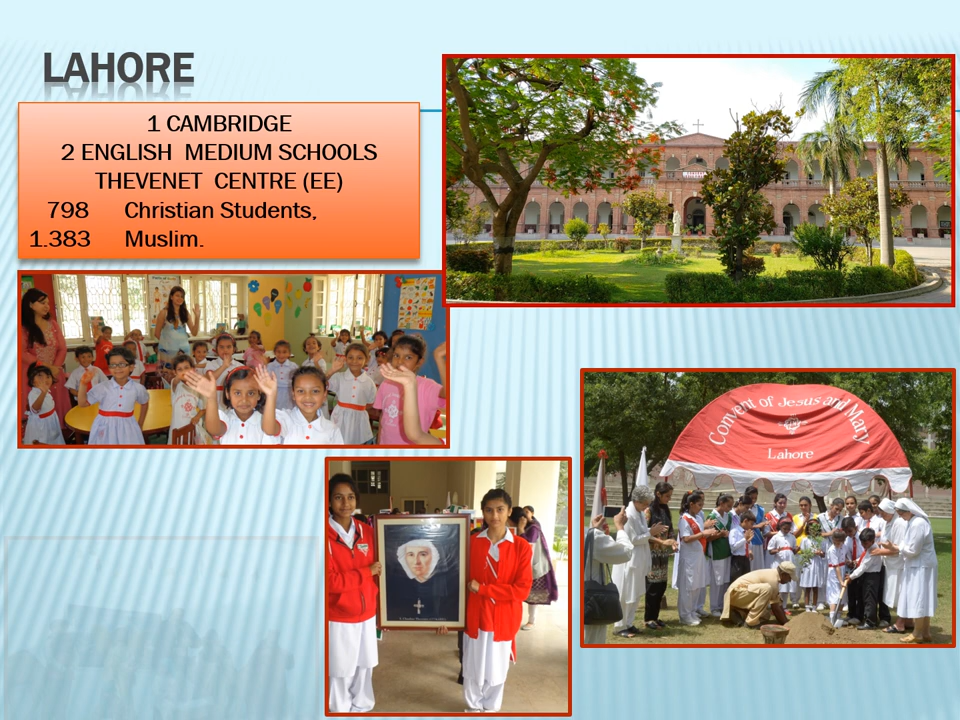 LAHORE
1 CAMBRIDGE
2 ENGLISH MEDIUM SCHOOLS
THEVENET CENTRE (EE)
798 Christian Students,
1.383 Muslim.
Convent of Jesus and Mary
Lahore